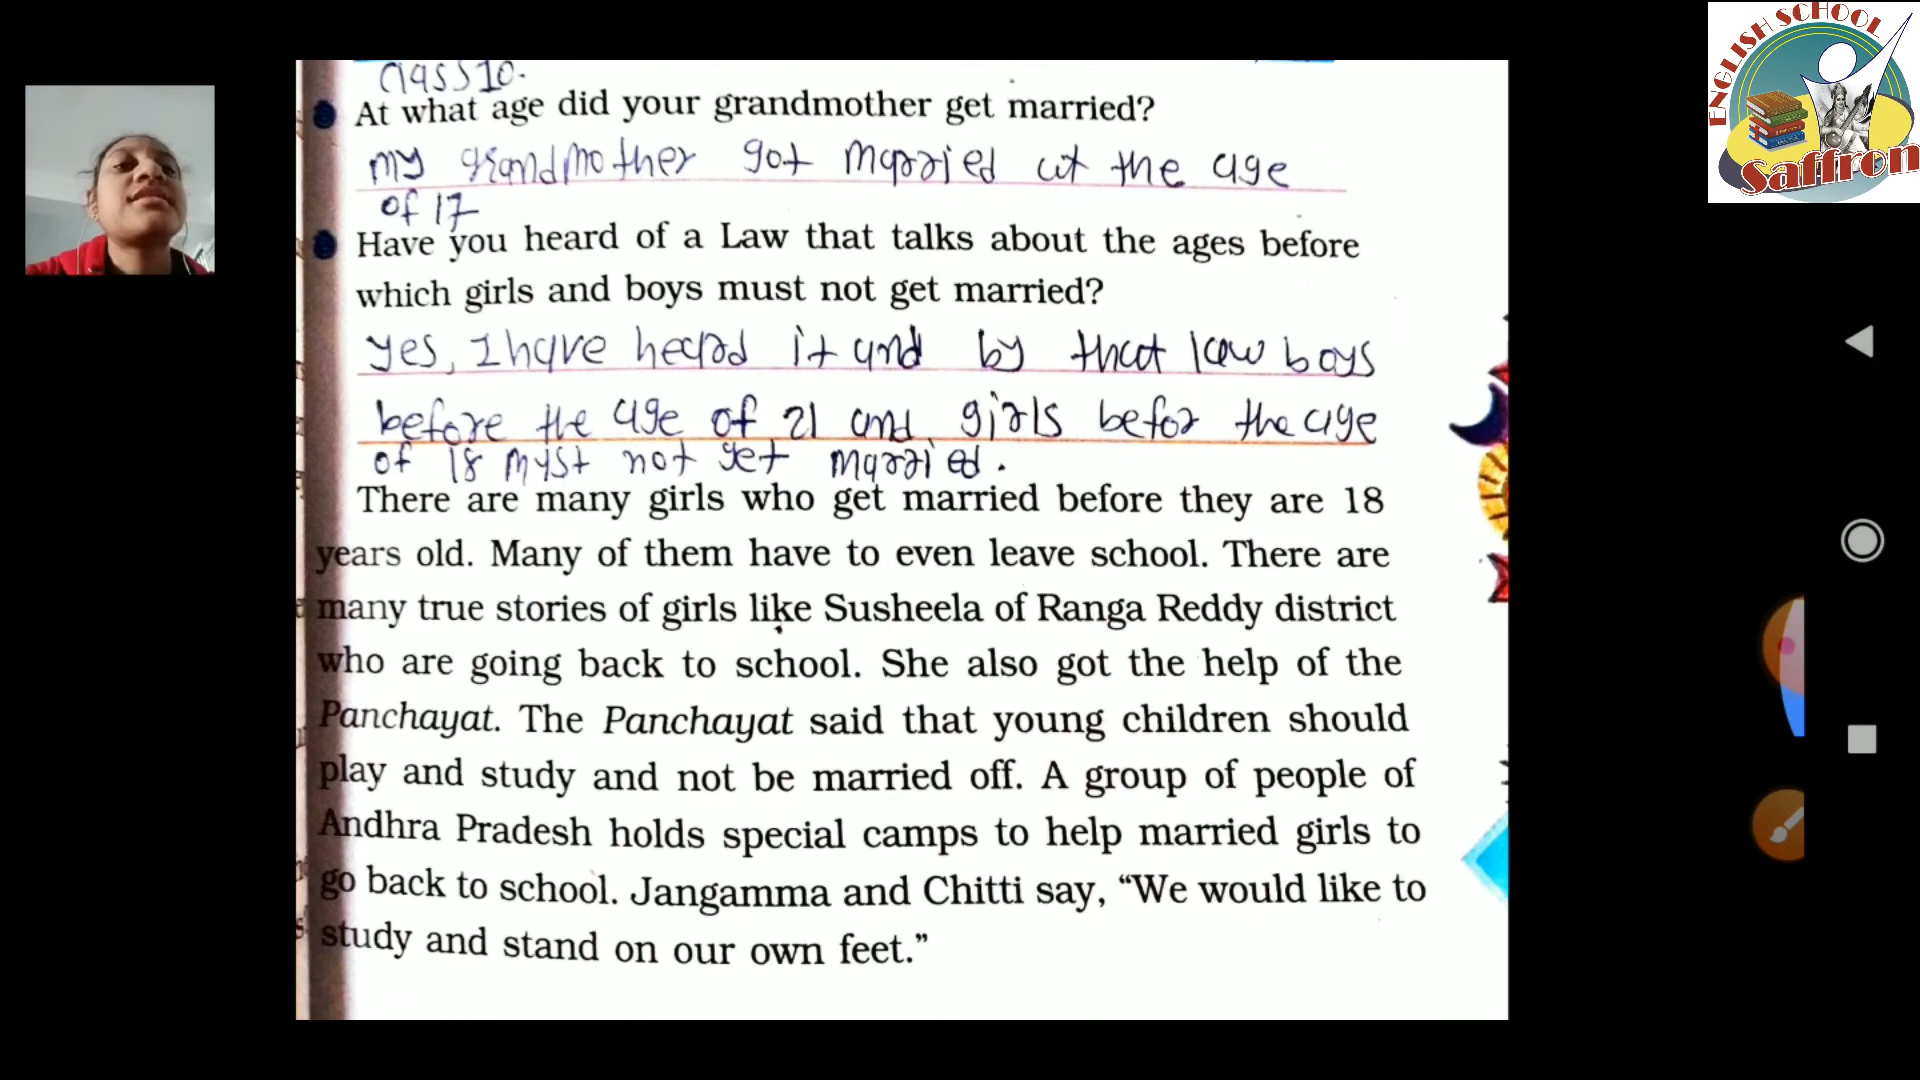 ENGLISH SCHOOL
Saffron
class 10.
At what age did your grandmother get married?
my grandmother got married at the age
of 17
Have you heard of a Law that talks about the ages before
which girls and boys must not get married?
yes, I have heard it and by that law boys
before the age of 21 and girls befor the age
of 18 must not get married.
There are many girls who get married before they are 18
years old. Many of them have to even leave school. There are
many true stories of girls like Susheela of Ranga Reddy district
who are going back to school. She also got the help of the
Panchayat. The Panchayat said that young children should
play and study and not be married off. A group of people of
Andhra Pradesh holds special camps to help married girls to
go back to school. Jangamma and Chitti say, “We would like to
study and stand on our own feet.”